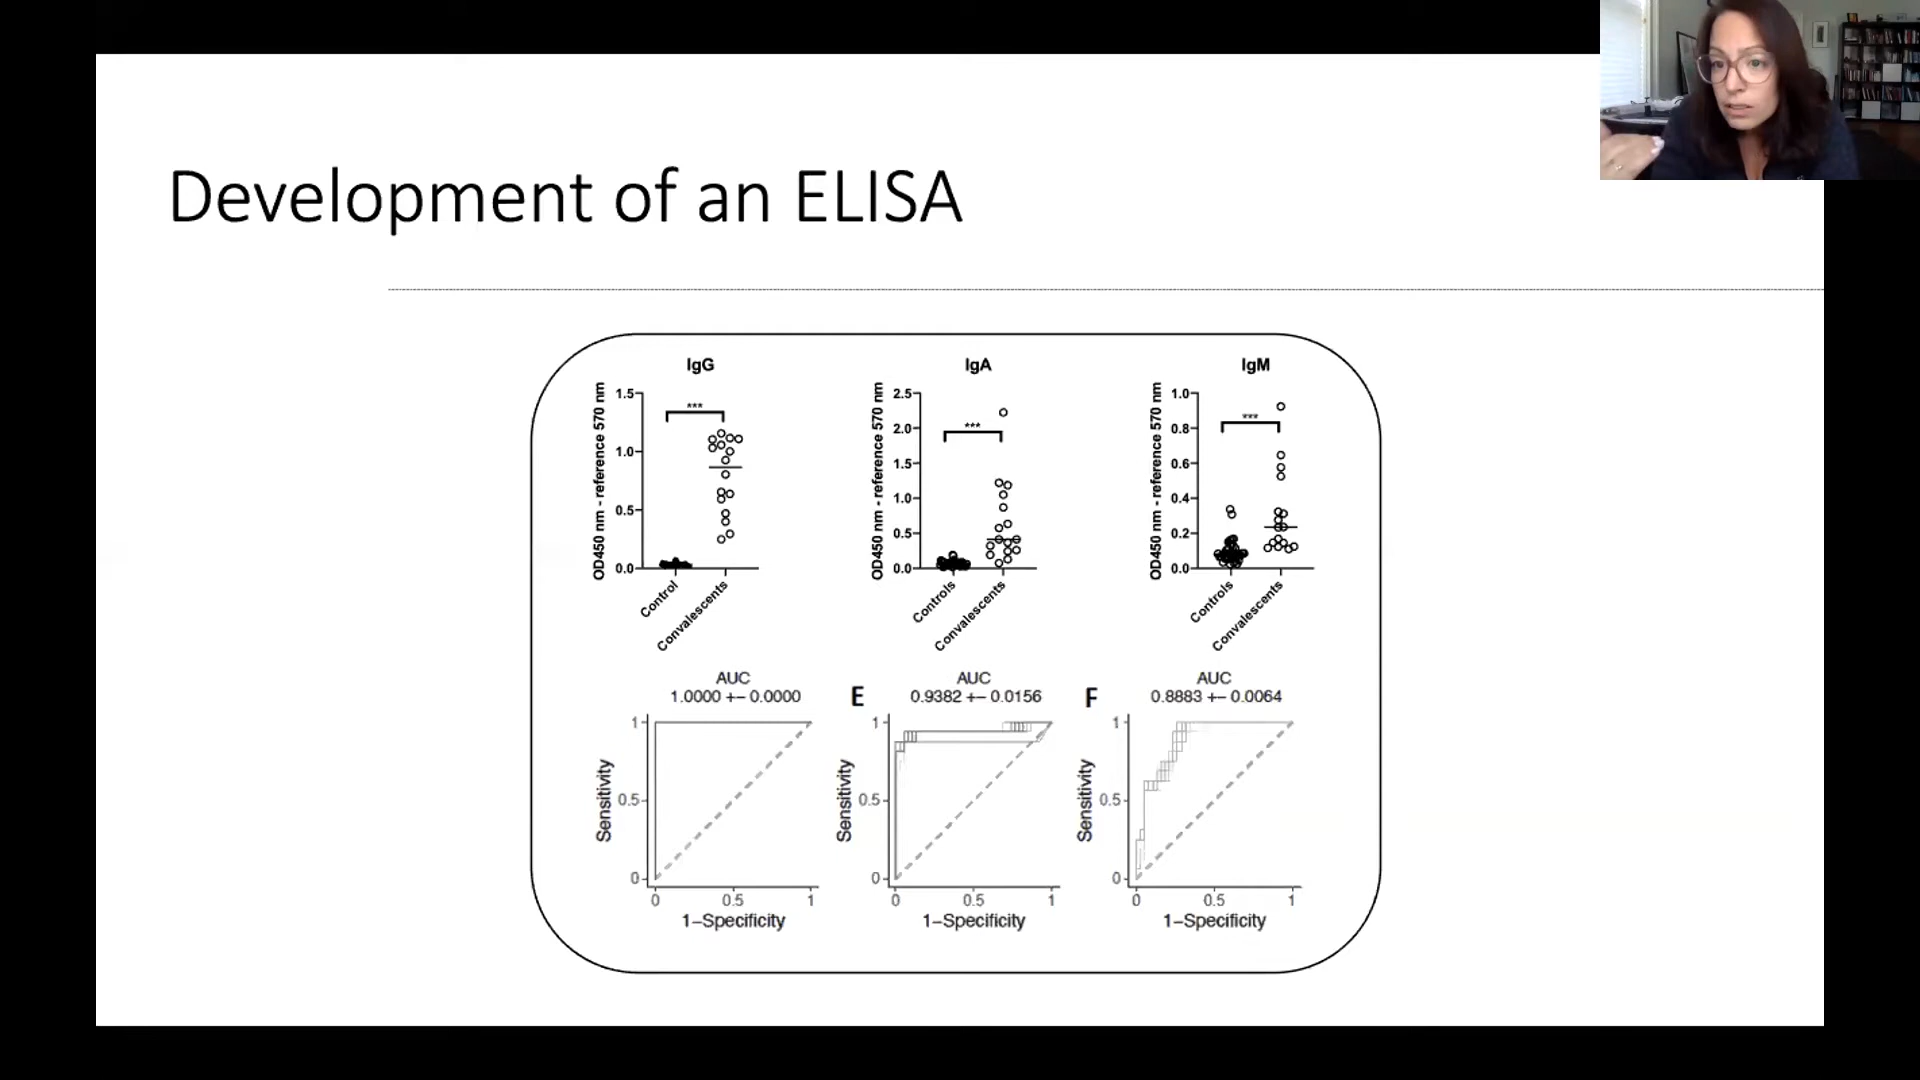 Development of an ELISA
IgG
OD450 nm - reference 570 nm
1.5
1.0
0.5
0.0
***
Control
Convalescents
IgA
OD450 nm - reference 570 nm
2.5
2.0
1.5
1.0
0.5
0.0
***
Controls
Convalescents
IgM
OD450 nm - reference 570 nm
1.0
0.8
0.6
0.4
0.2
0.0
***
Controls
Convalescents
AUC
1.0000 +− 0.0000
Sensitivity
1
0.5
0
0 0.5 1
1−Specificity
E
AUC
0.9382 +− 0.0156
Sensitivity
1
0.5
0
0 0.5 1
1−Specificity
F
AUC
0.8883 +− 0.0064
Sensitivity
1
0.5
0
0 0.5 1
1−Specificity